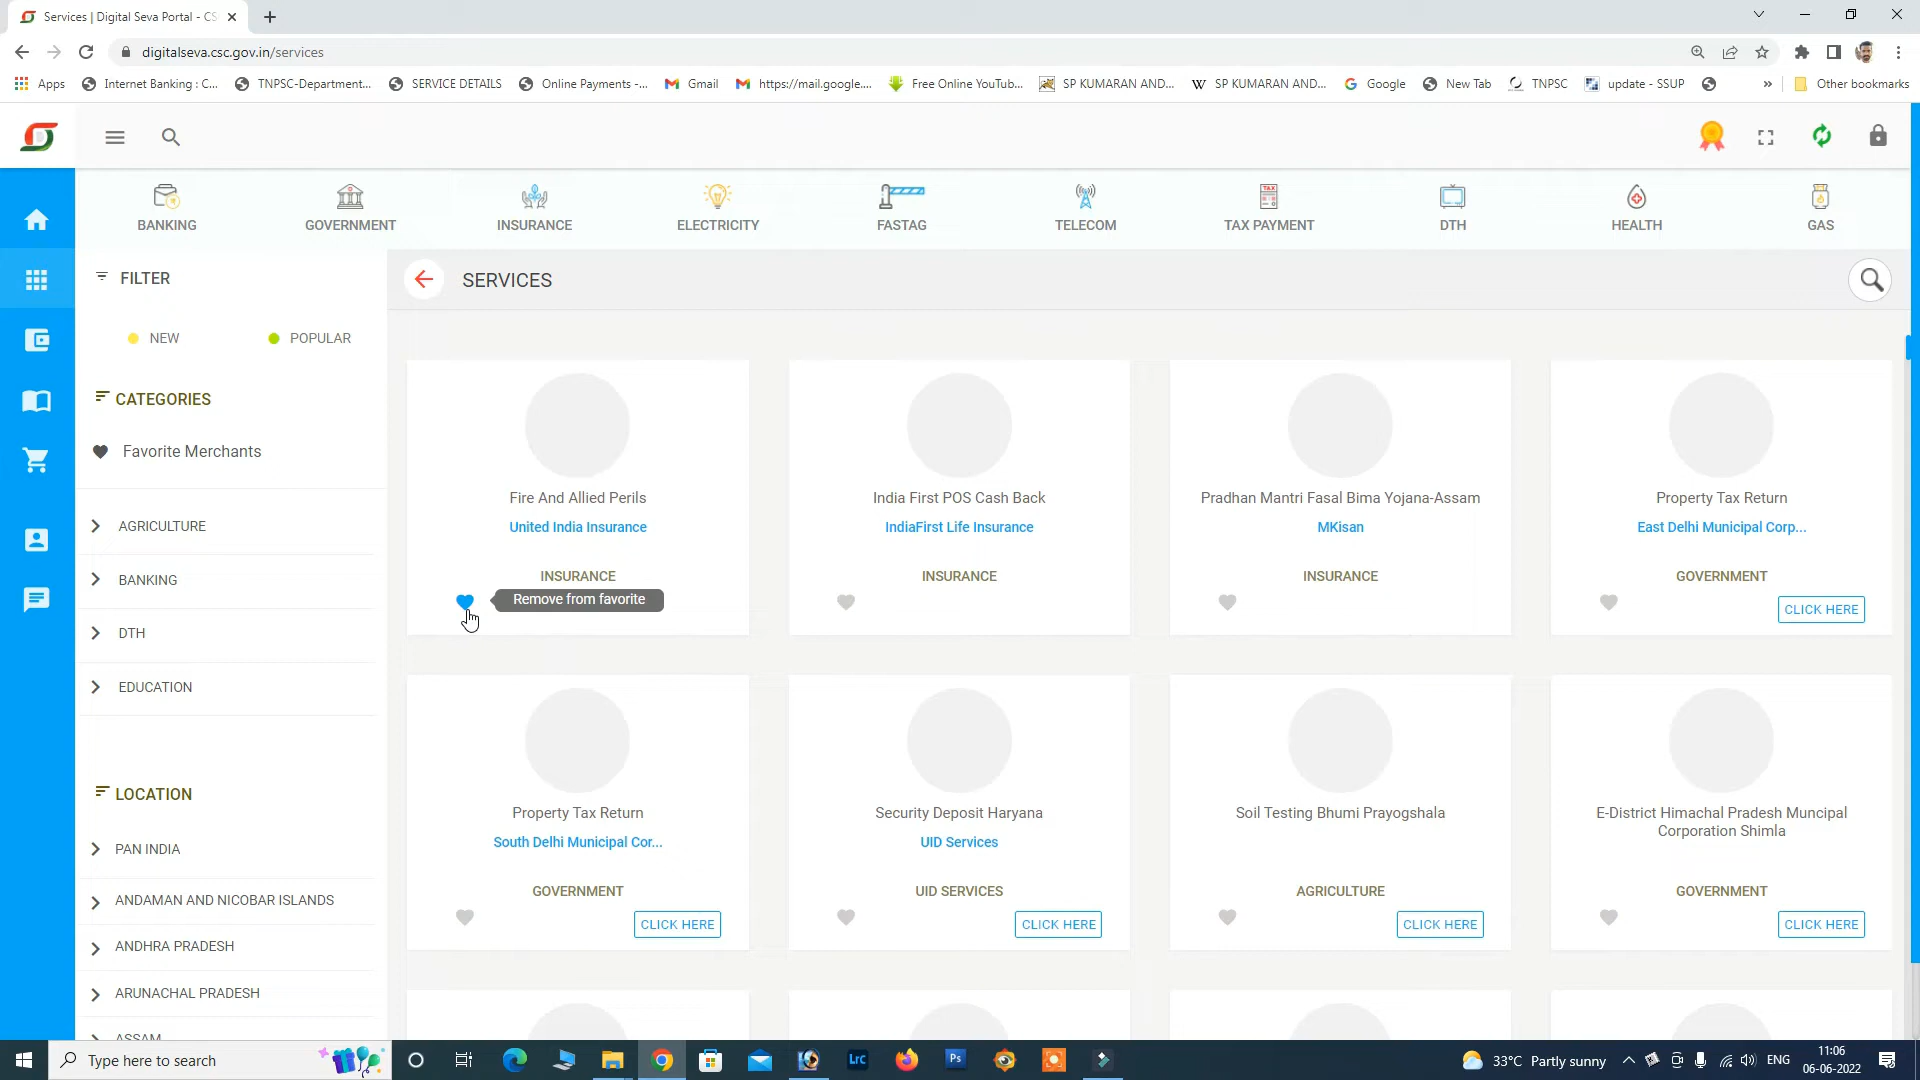 Services | Digital Seva Portal - CS
digitalseva.csc.gov.in/services
Apps Internet Banking : C... TNPSC-Department... SERVICE DETAILS Online Payments -... Gmail https://mail.google.... Free Online YouTub... SP KUMARAN AND... SP KUMARAN AND... Google New Tab TNPSC update - SSUP » Other bookmarks
BANKING GOVERNMENT INSURANCE ELECTRICITY FASTAG TELECOM TAX PAYMENT DTH HEALTH GAS
FILTER
NEW POPULAR
CATEGORIES
Favorite Merchants
AGRICULTURE
BANKING
DTH
EDUCATION
LOCATION
PAN INDIA
ANDAMAN AND NICOBAR ISLANDS
ANDHRA PRADESH
ARUNACHAL PRADESH
ASSAM
SERVICES
Fire And Allied Perils
United India Insurance
INSURANCE
Remove from favorite
India First POS Cash Back
IndiaFirst Life Insurance
INSURANCE
Pradhan Mantri Fasal Bima Yojana-Assam
MKisan
INSURANCE
Property Tax Return
East Delhi Municipal Corp...
GOVERNMENT
CLICK HERE
Property Tax Return
South Delhi Municipal Cor...
GOVERNMENT
CLICK HERE
Security Deposit Haryana
UID Services
UID SERVICES
CLICK HERE
Soil Testing Bhumi Prayogshala
AGRICULTURE
CLICK HERE
E-District Himachal Pradesh Muncipal
Corporation Shimla
GOVERNMENT
CLICK HERE
Type here to search
Lrc
Ps
33°C Partly sunny
ENG
11:06
06-06-2022